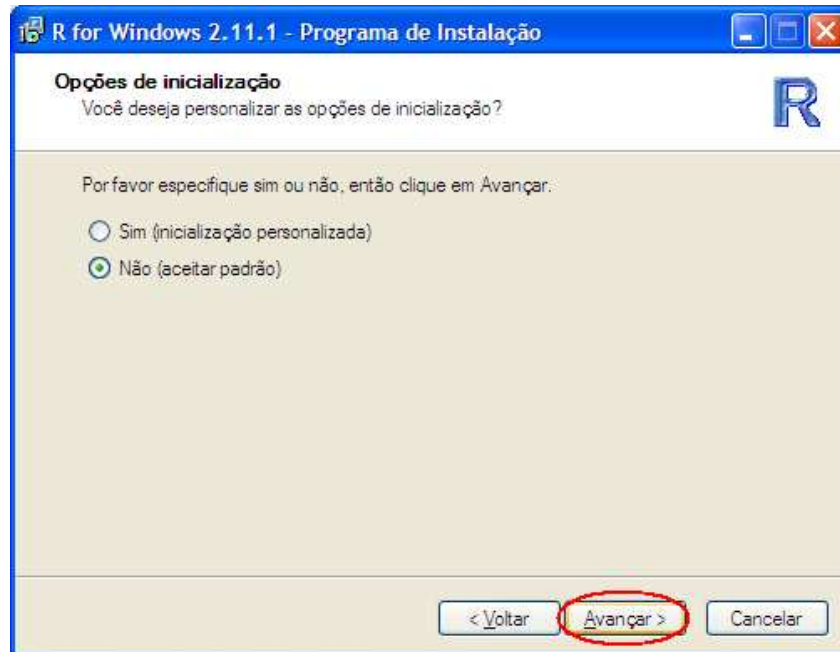 R for Windows 2.11.1 - Programa de Instalação
Opções de inicialização
Você deseja personalizar as opções de inicialização?
R
Por favor especifique sim ou não, então clique em Avançar.
Sim (inicialização personalizada)
Não (aceitar padrão)
< Voltar
Avançar >
Cancelar